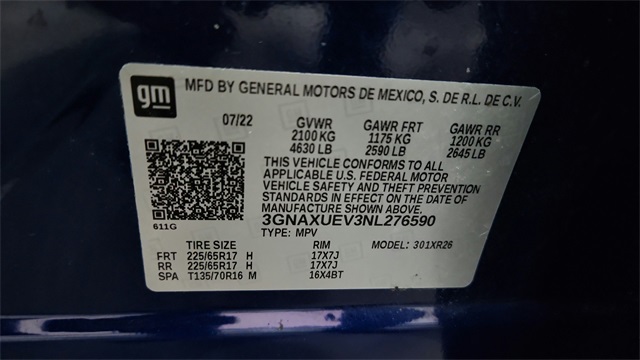 gm MFD BY GENERAL MOTORS DE MEXICO, S. DE R.L. DE C.V.
07/22 GVWR GAWR FRT GAWR RR
2100 KG 1175 KG 1200 KG
4630 LB 2590 LB 2645 LB
THIS VEHICLE CONFORMS TO ALL
APPLICABLE U.S. FEDERAL MOTOR
VEHICLE SAFETY AND THEFT PREVENTION
STANDARDS IN EFFECT ON THE DATE OF
MANUFACTURE SHOWN ABOVE.
3GNAXUEV3NL276590
611G TYPE: MPV
TIRE SIZE RIM MODEL: 301XR26
FRT 225/65R17 H 17X7J
RR 225/65R17 H 17X7J
SPA T135/70R16 M 16X4BT